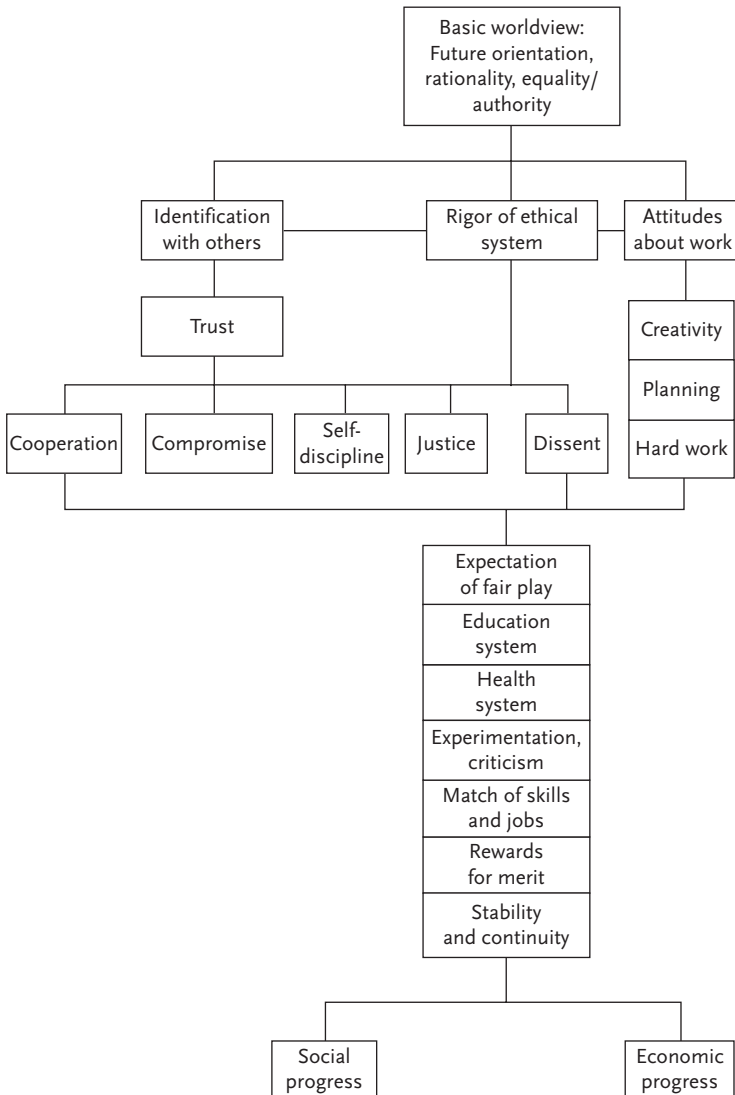 Basic worldview:
Future orientation,
rationality, equality/
authority
Identification
with others
Rigor of ethical
system
Attitudes
about work
Trust
Creativity
Planning
Hard work
Cooperation
Compromise
Self-
discipline
Justice
Dissent
Expectation
of fair play
Education
system
Health
system
Experimentation,
criticism
Match of skills
and jobs
Rewards
for merit
Stability
and continuity
Social
progress
Economic
progress